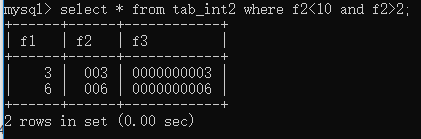 mysql> select * from tab_int2 where f2<10 and f2>2;
+------+------+------------+
| f1   | f2   | f3         |
+------+------+------------+
|    3 |  003 | 0000000003 |
|    6 |  006 | 0000000006 |
+------+------+------------+
2 rows in set (0.00 sec)